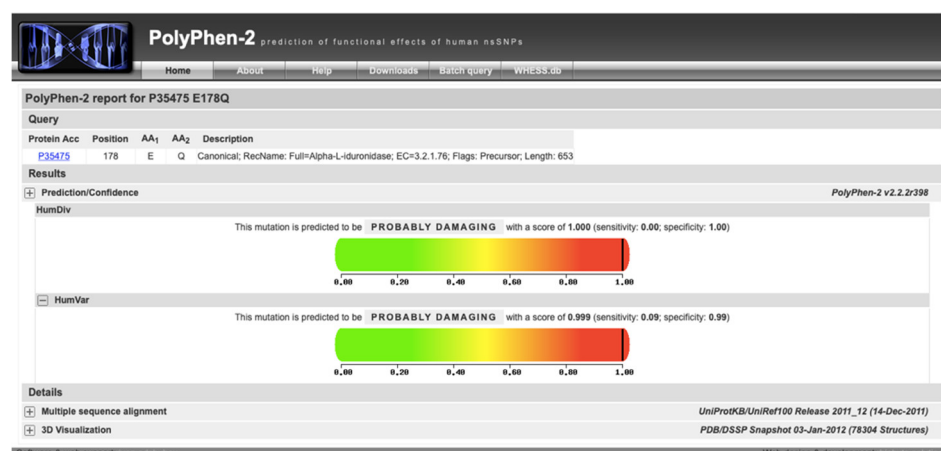 PolyPhen-2 prediction of functional effects of human nsSNPs
Home About Help Downloads Batch query WHESS.db
PolyPhen-2 report for P35475 E178Q
Query
Protein Acc Position AA1 AA2 Description
P35475 178 E Q Canonical; RecName: Full=Alpha-L-iduronidase; EC=3.2.1.76; Flags: Precursor; Length: 653
Results
Prediction/Confidence PolyPhen-2 v2.2.2r398
HumDiv
This mutation is predicted to be PROBABLY DAMAGING with a score of 1.000 (sensitivity: 0.00; specificity: 1.00)
0.00 0.20 0.40 0.60 0.80 1.00
HumVar
This mutation is predicted to be PROBABLY DAMAGING with a score of 0.999 (sensitivity: 0.09; specificity: 0.99)
0.00 0.20 0.40 0.60 0.80 1.00
Details
Multiple sequence alignment UniProtKB/UniRef100 Release 2011_12 (14-Dec-2011)
3D Visualization PDB/DSSP Snapshot 03-Jan-2012 (78304 Structures)